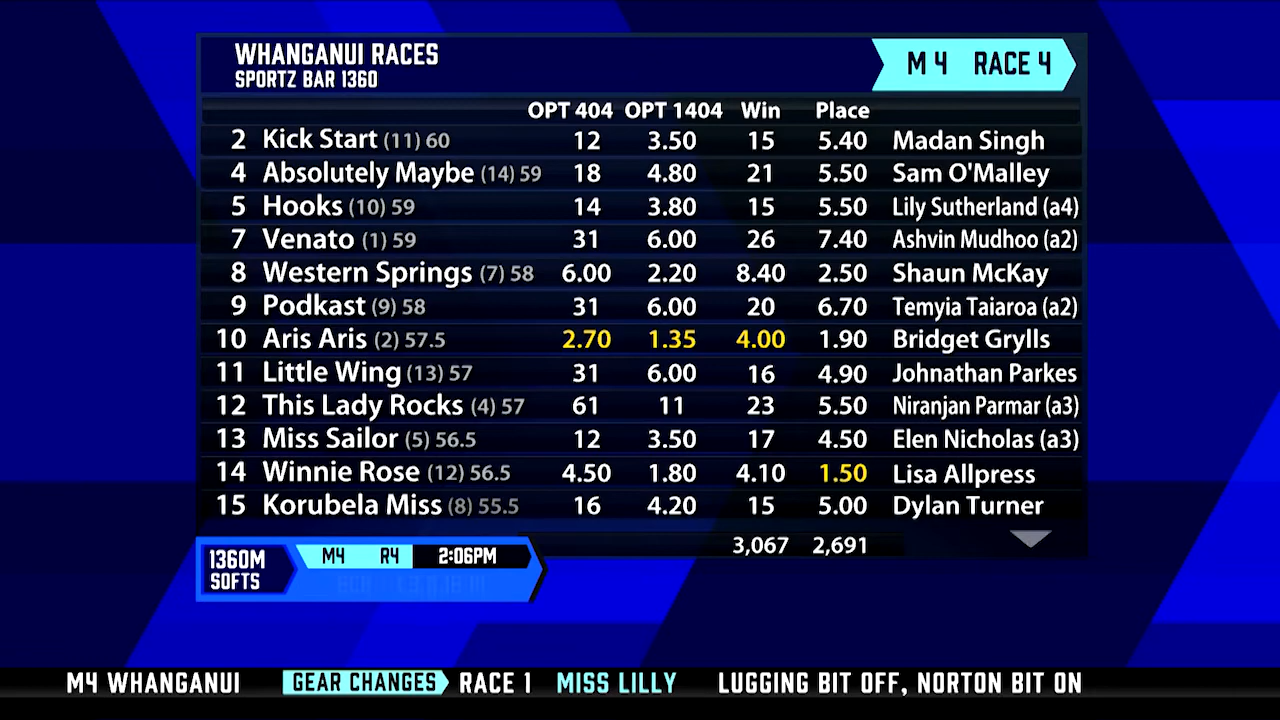 WHANGANUI RACES
SPORTZ BAR 1360
M 4 RACE 4
OPT 404 OPT 1404 Win Place
2 Kick Start (11) 60 12 3.50 15 5.40 Madan Singh
4 Absolutely Maybe (14) 59 18 4.80 21 5.50 Sam O'Malley
5 Hooks (10) 59 14 3.80 15 5.50 Lily Sutherland (a4)
7 Venato (1) 59 31 6.00 26 7.40 Ashvin Mudhoo (a2)
8 Western Springs (7) 58 6.00 2.20 8.40 2.50 Shaun McKay
9 Podkast (9) 58 31 6.00 20 6.70 Temyia Taiaroa (a2)
10 Aris Aris (2) 57.5 2.70 1.35 4.00 1.90 Bridget Grylls
11 Little Wing (13) 57 31 6.00 16 4.90 Johnathan Parkes
12 This Lady Rocks (4) 57 61 11 23 5.50 Niranjan Parmar (a3)
13 Miss Sailor (5) 56.5 12 3.50 17 4.50 Elen Nicholas (a3)
14 Winnie Rose (12) 56.5 4.50 1.80 4.10 1.50 Lisa Allpress
15 Korubela Miss (8) 55.5 16 4.20 15 5.00 Dylan Turner
3,067 2,691
1360M
SOFT5
M4 R4 2:06PM
M4 WHANGANUI GEAR CHANGES RACE 1 MISS LILLY LUGGING BIT OFF, NORTON BIT ON